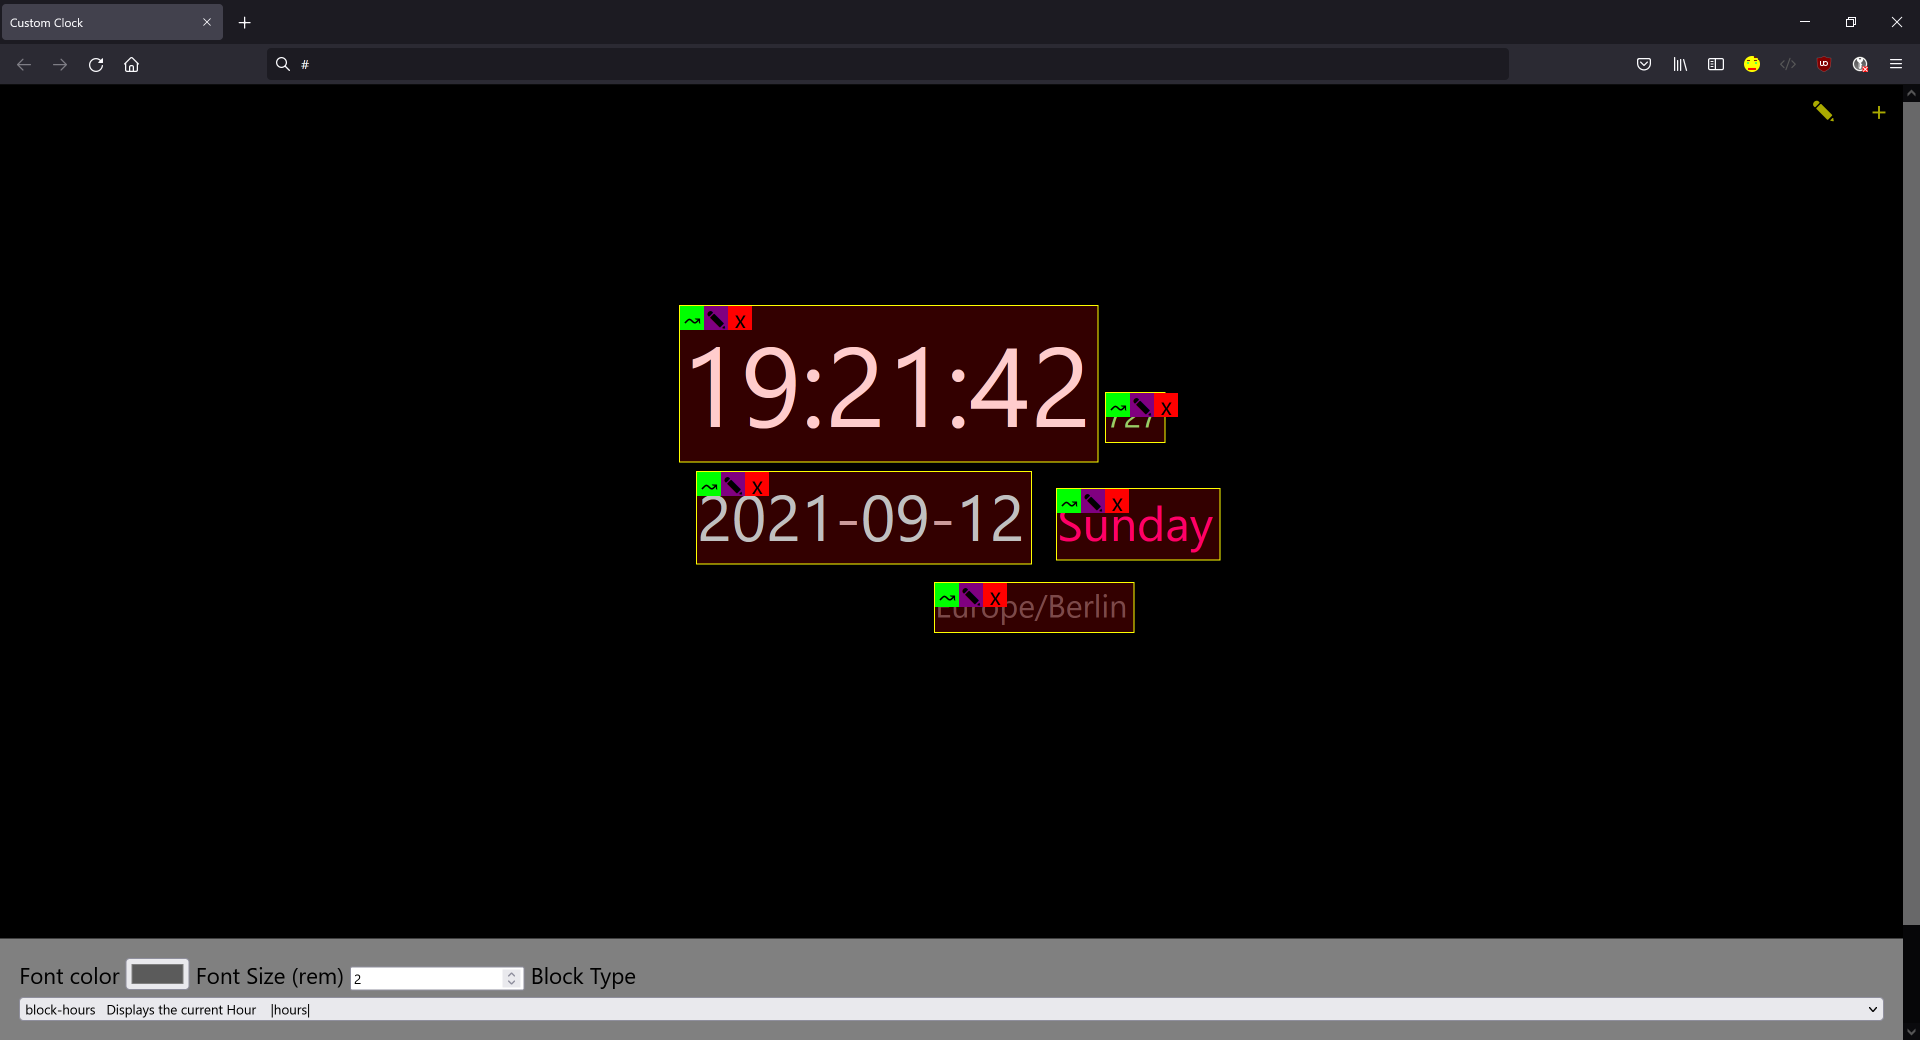 Custom Clock
#
19:21:42
X
X
2021-09-12
X
Sunday
X
Europe/Berlin
X
Font color Font Size (rem) 2 Block Type
block-hours Displays the current Hour |hours|